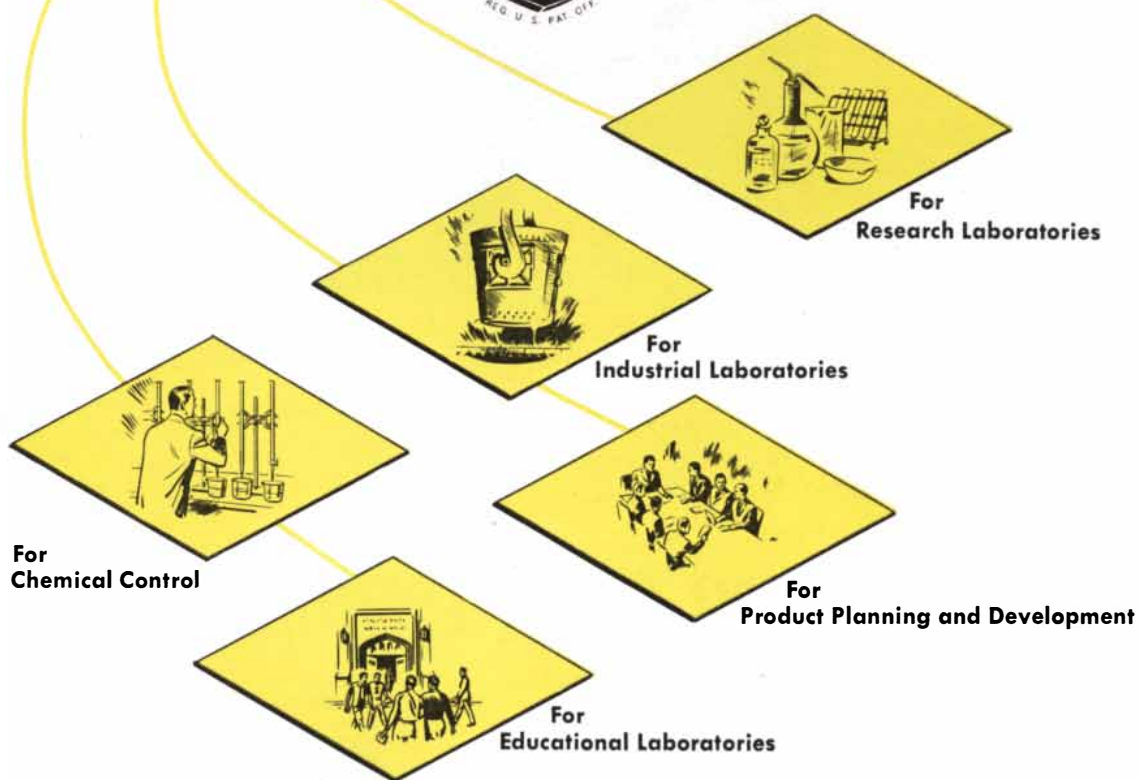 REG. U. S. PAT. OFF.
For
Research Laboratories
For
Industrial Laboratories
For
Chemical Control
For
Product Planning and Development
For
Educational Laboratories